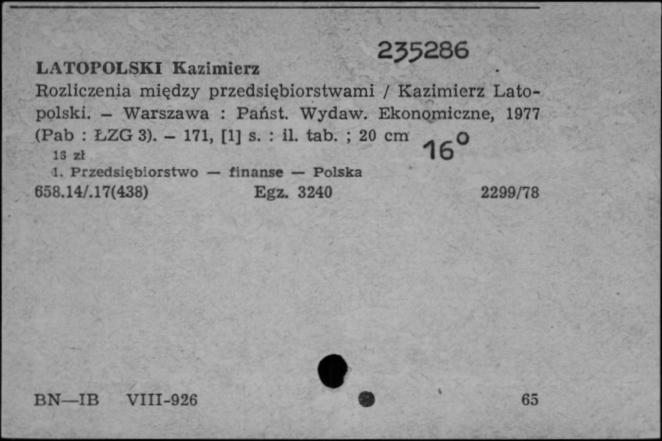 235286
LATOPOLSKI Kazimierz
Rozliczenia między przedsiębiorstwami / Kazimierz Lato-
polski. — Warszawa : Państ. Wydaw. Ekonomiczne, 1977
(Pab : ŁZG 3). — 171, [1] s. : il. tab. ; 20 cm
16°
13 zł
1. Przedsiębiorstwo — finanse — Polska
658.14/.17(438) Egz. 3240 2299/78
BN—IB VIII-926 65